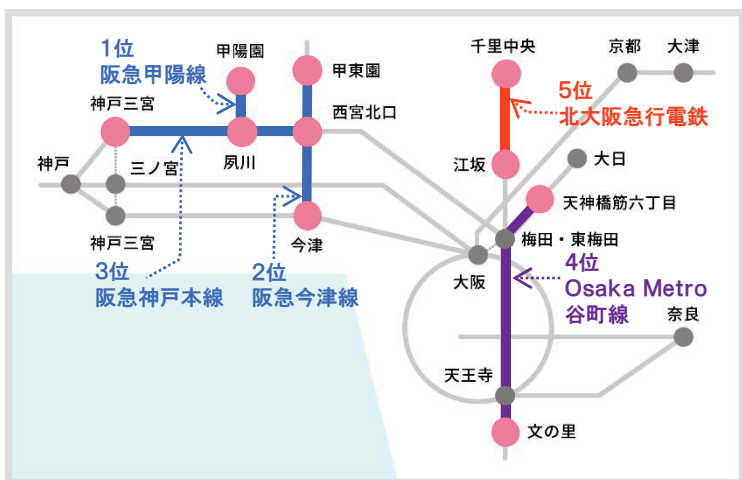 1位
阪急甲陽線
甲陽園
甲東園
千里中央
京都
大津
神戸三宮
西宮北口
5位
北大阪急行電鉄
神戸
三ノ宮
夙川
江坂
大日
天神橋筋六丁目
神戸三宮
今津
梅田・東梅田
3位
阪急神戸本線
2位
阪急今津線
大阪
4位
Osaka Metro
谷町線
奈良
天王寺
文の里